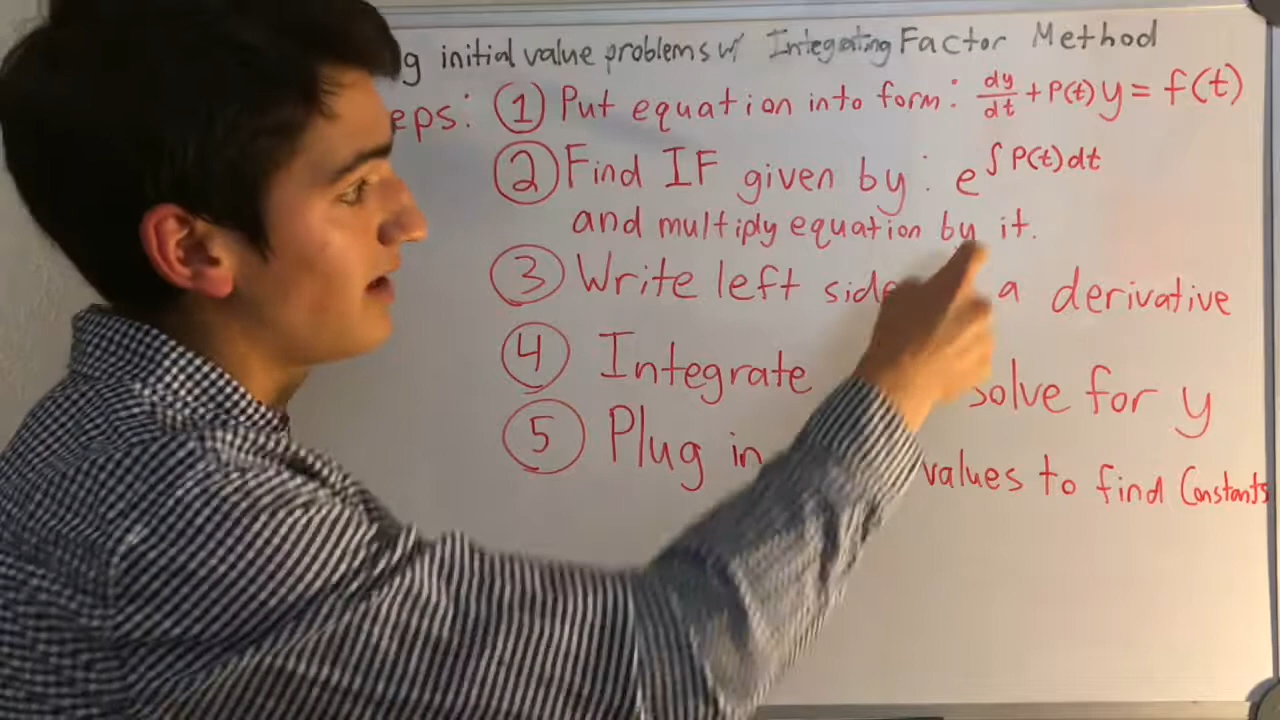 g initial value problems w/ Integrating Factor Method
eps: ① Put equation into form: dy/dt + P(t) y = f(t)
② Find IF given by: e^∫P(t)dt
and multiply equation by it.
③ Write left side a derivative
④ Integrate solve for y
⑤ Plug in values to find Constants